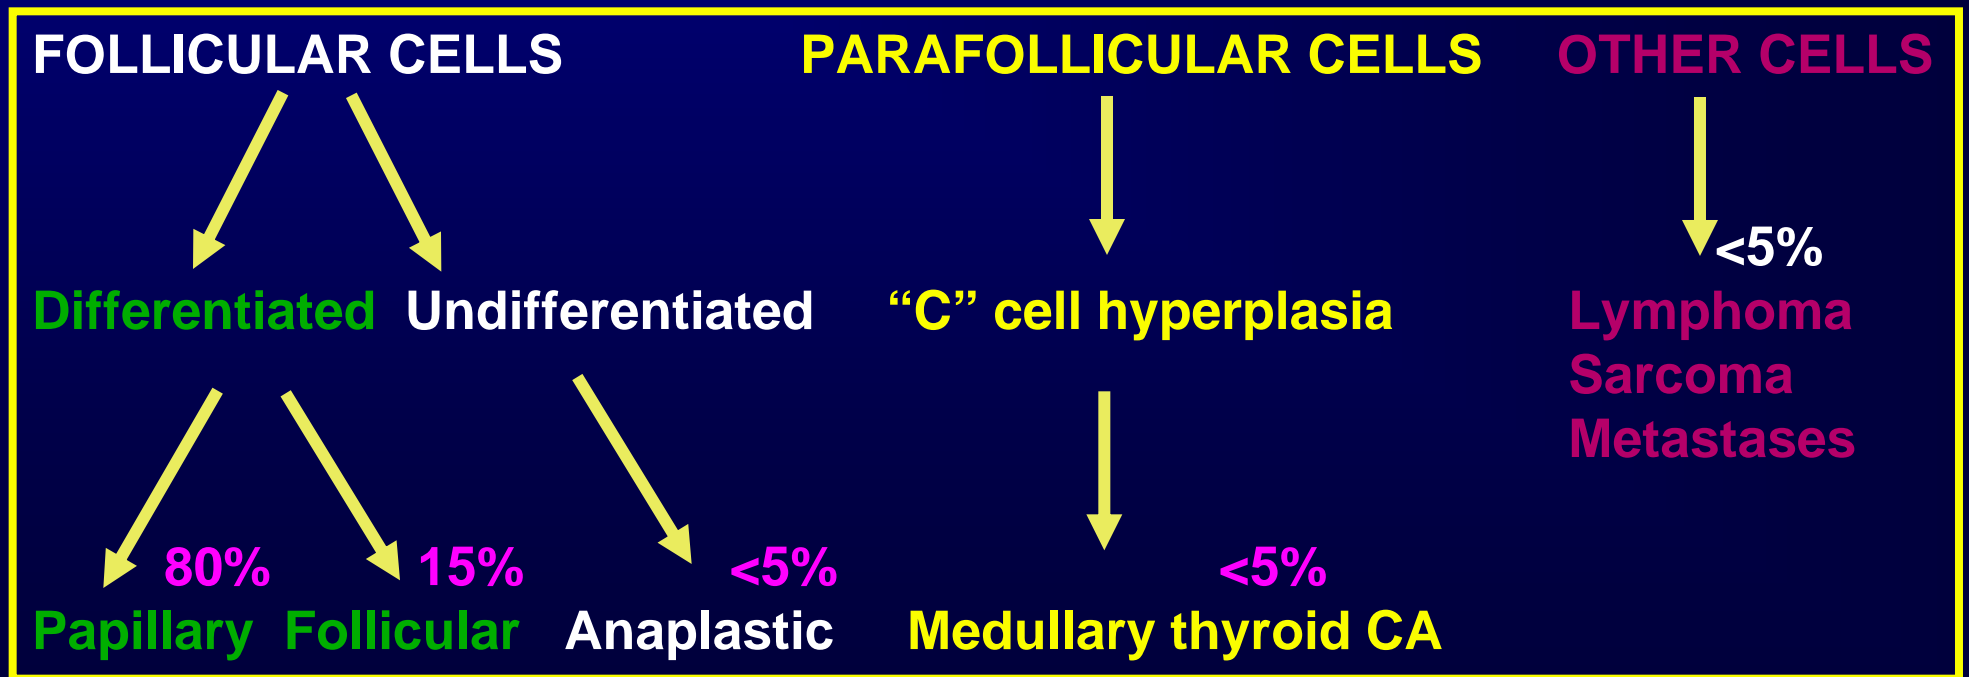 FOLLICULAR CELLS PARAFOLLICULAR CELLS OTHER CELLS
<5%
Differentiated Undifferentiated “C” cell hyperplasia Lymphoma
Sarcoma
Metastases
80% 15% <5% <5%
Papillary Follicular Anaplastic Medullary thyroid CA